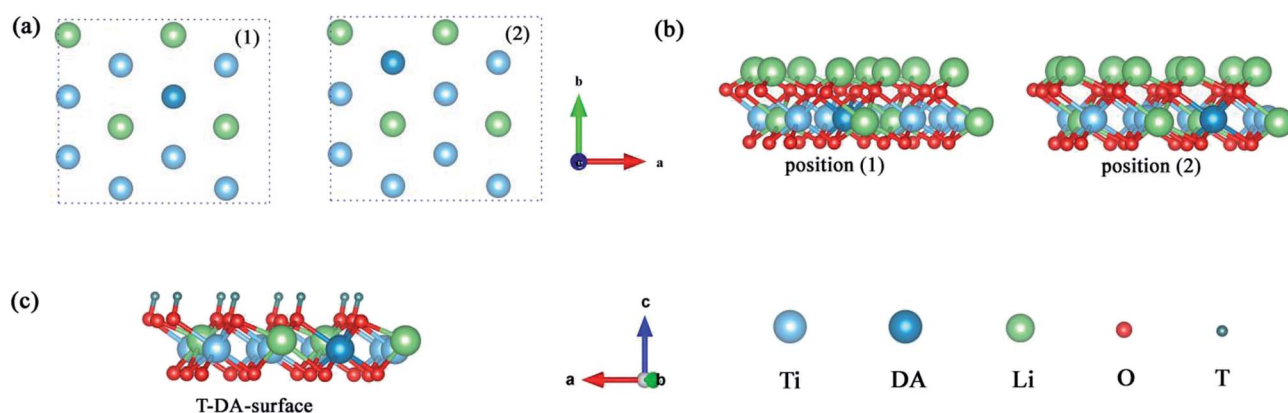 (a)
(1)
(2)
b
a
(b)
position (1)
position (2)
(c)
T-DA-surface
c
a
b
Ti DA Li O T